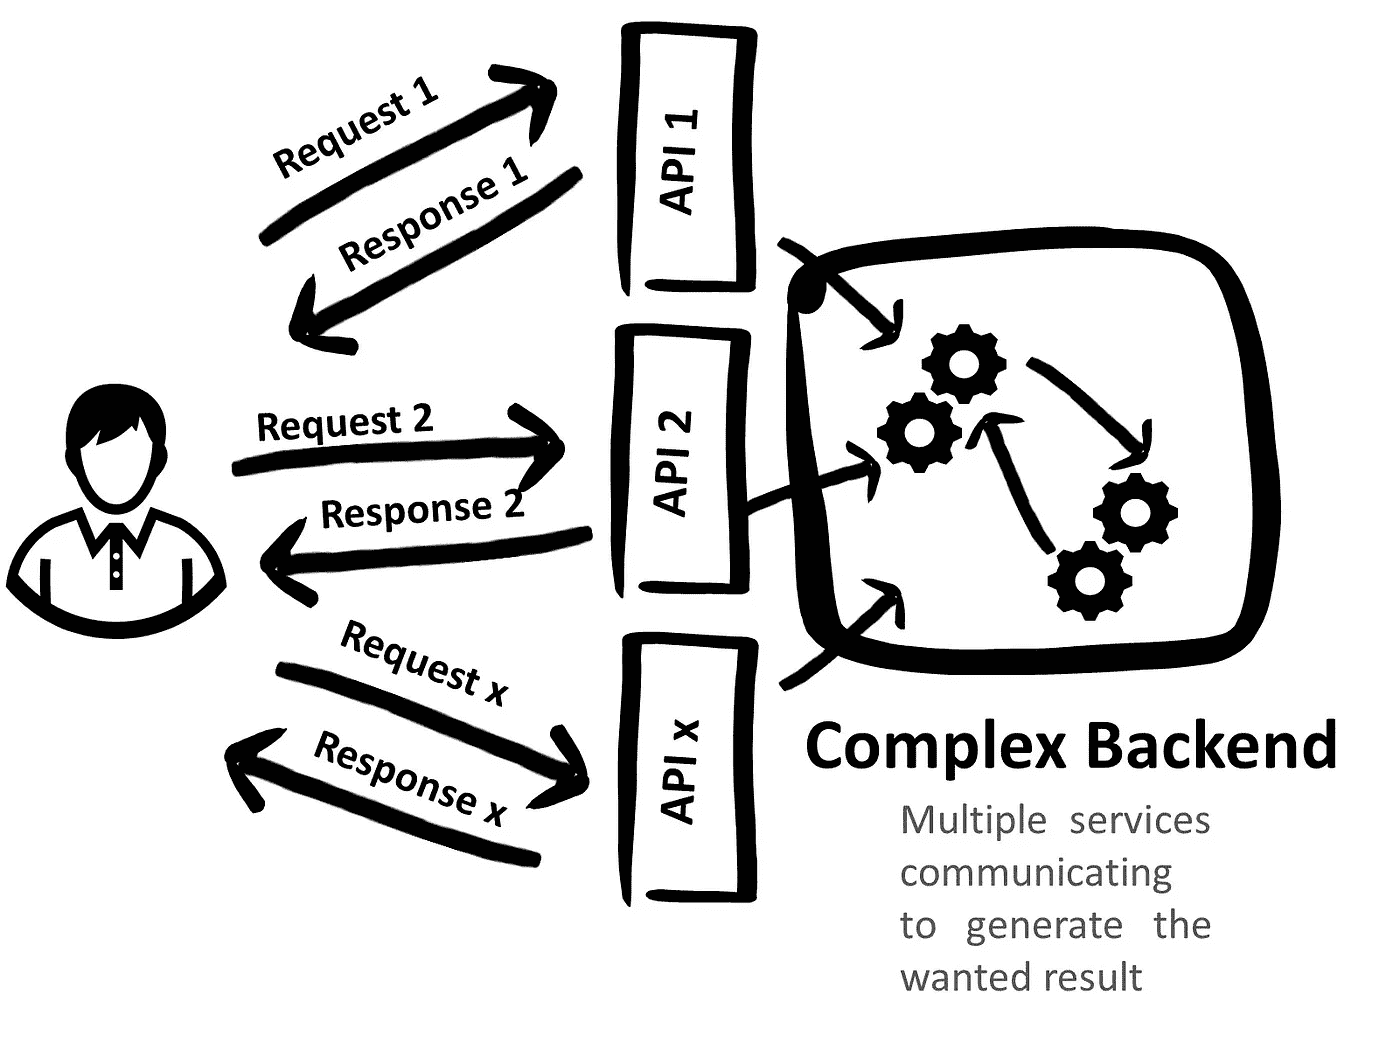 Request 1
Response 1
API 1
Request 2
Response 2
API 2
Request x
Response x
API x
Complex Backend
Multiple services
communicating
to generate the
wanted result